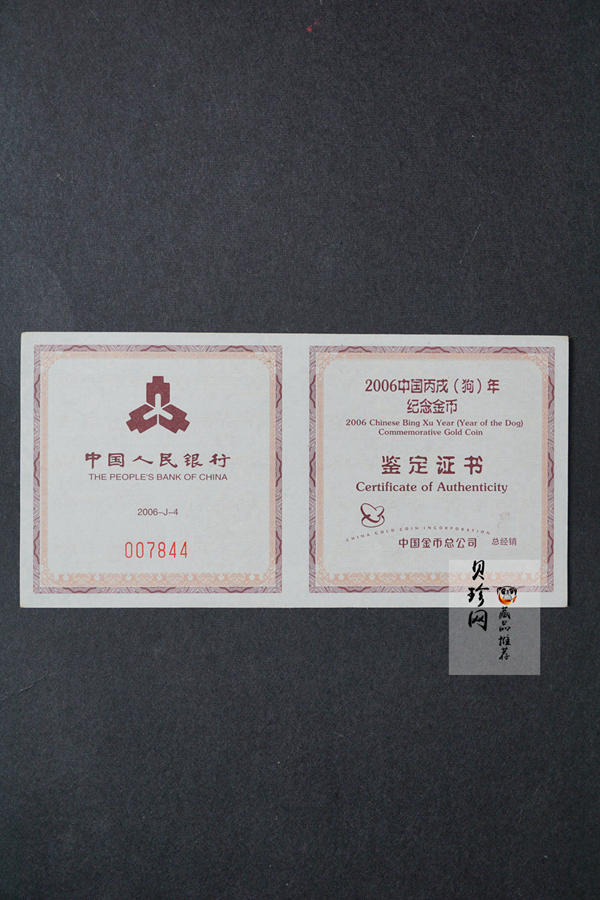 中国人民银行
THE PEOPLE'S BANK OF CHINA
2006-J-4
007844
2006中国丙戌（狗）年
纪念金币
2006 Chinese Bing Xu Year (Year of the Dog)
Commemorative Gold Coin
鉴定证书
Certificate of Authenticity
CHINA GOLD COIN INCORPORATION
中国金币总公司 总经销
贝珍网
藏品推荐